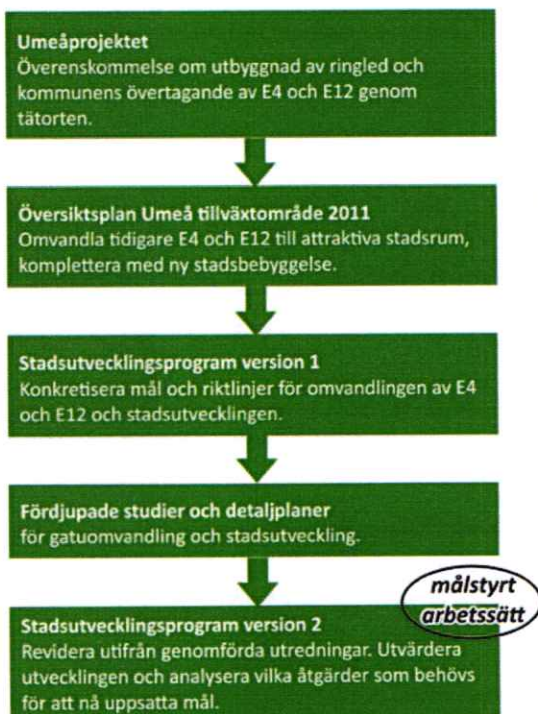 Umeåprojektet
Överenskommelse om utbyggnad av ringled och
kommunens övertagande av E4 och E12 genom
tätorten.
Översiktsplan Umeå tillväxtområde 2011
Omvandla tidigare E4 och E12 till attraktiva stadsrum,
komplettera med ny stadsbebyggelse.
Stadsutvecklingsprogram version 1
Konkretisera mål och riktlinjer för omvandlingen av E4
och E12 och stadsutvecklingen.
Fördjupade studier och detaljplaner
för gatuomvandling och stadsutveckling.
målstyrt
arbetssätt
Stadsutvecklingsprogram version 2
Revidera utifrån genomförda utredningar. Utvärdera
utvecklingen och analysera vilka åtgärder som behövs
för att nå uppsatta mål.